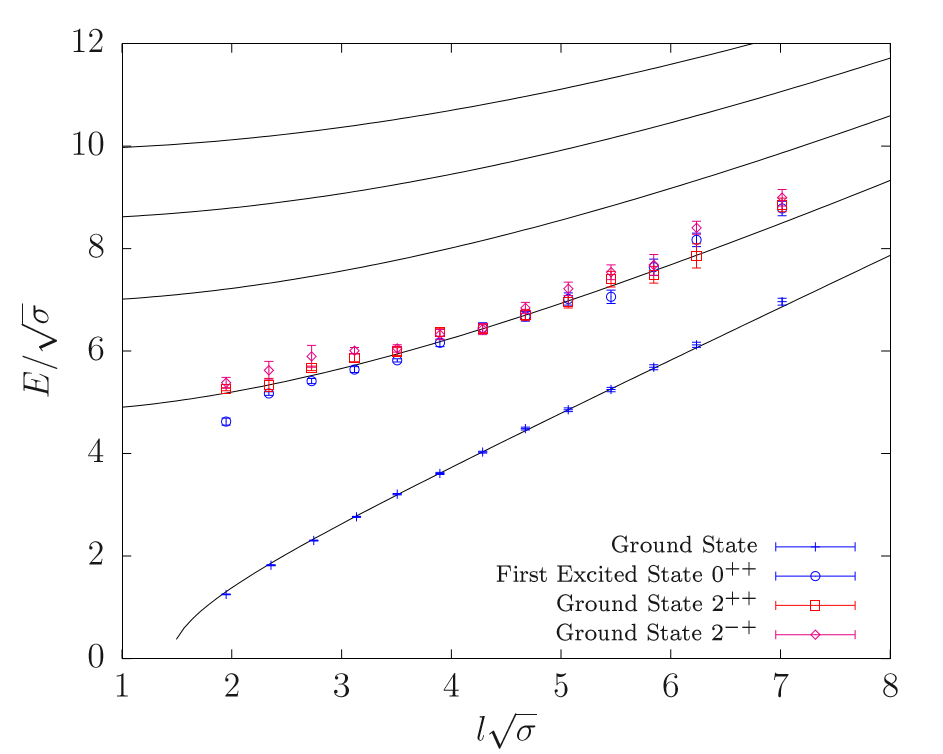 12
10
8
6
4
2
0
E/√σ
Ground State
First Excited State 0⁺⁺
Ground State 2⁺⁺
Ground State 2⁻⁺
1 2 3 4 5 6 7 8
l√σ